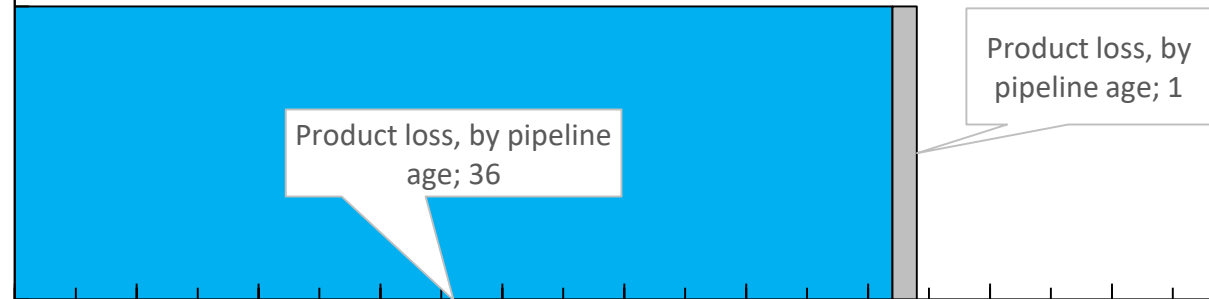 Product loss, by
pipeline age; 1
Product loss, by pipeline
age; 36